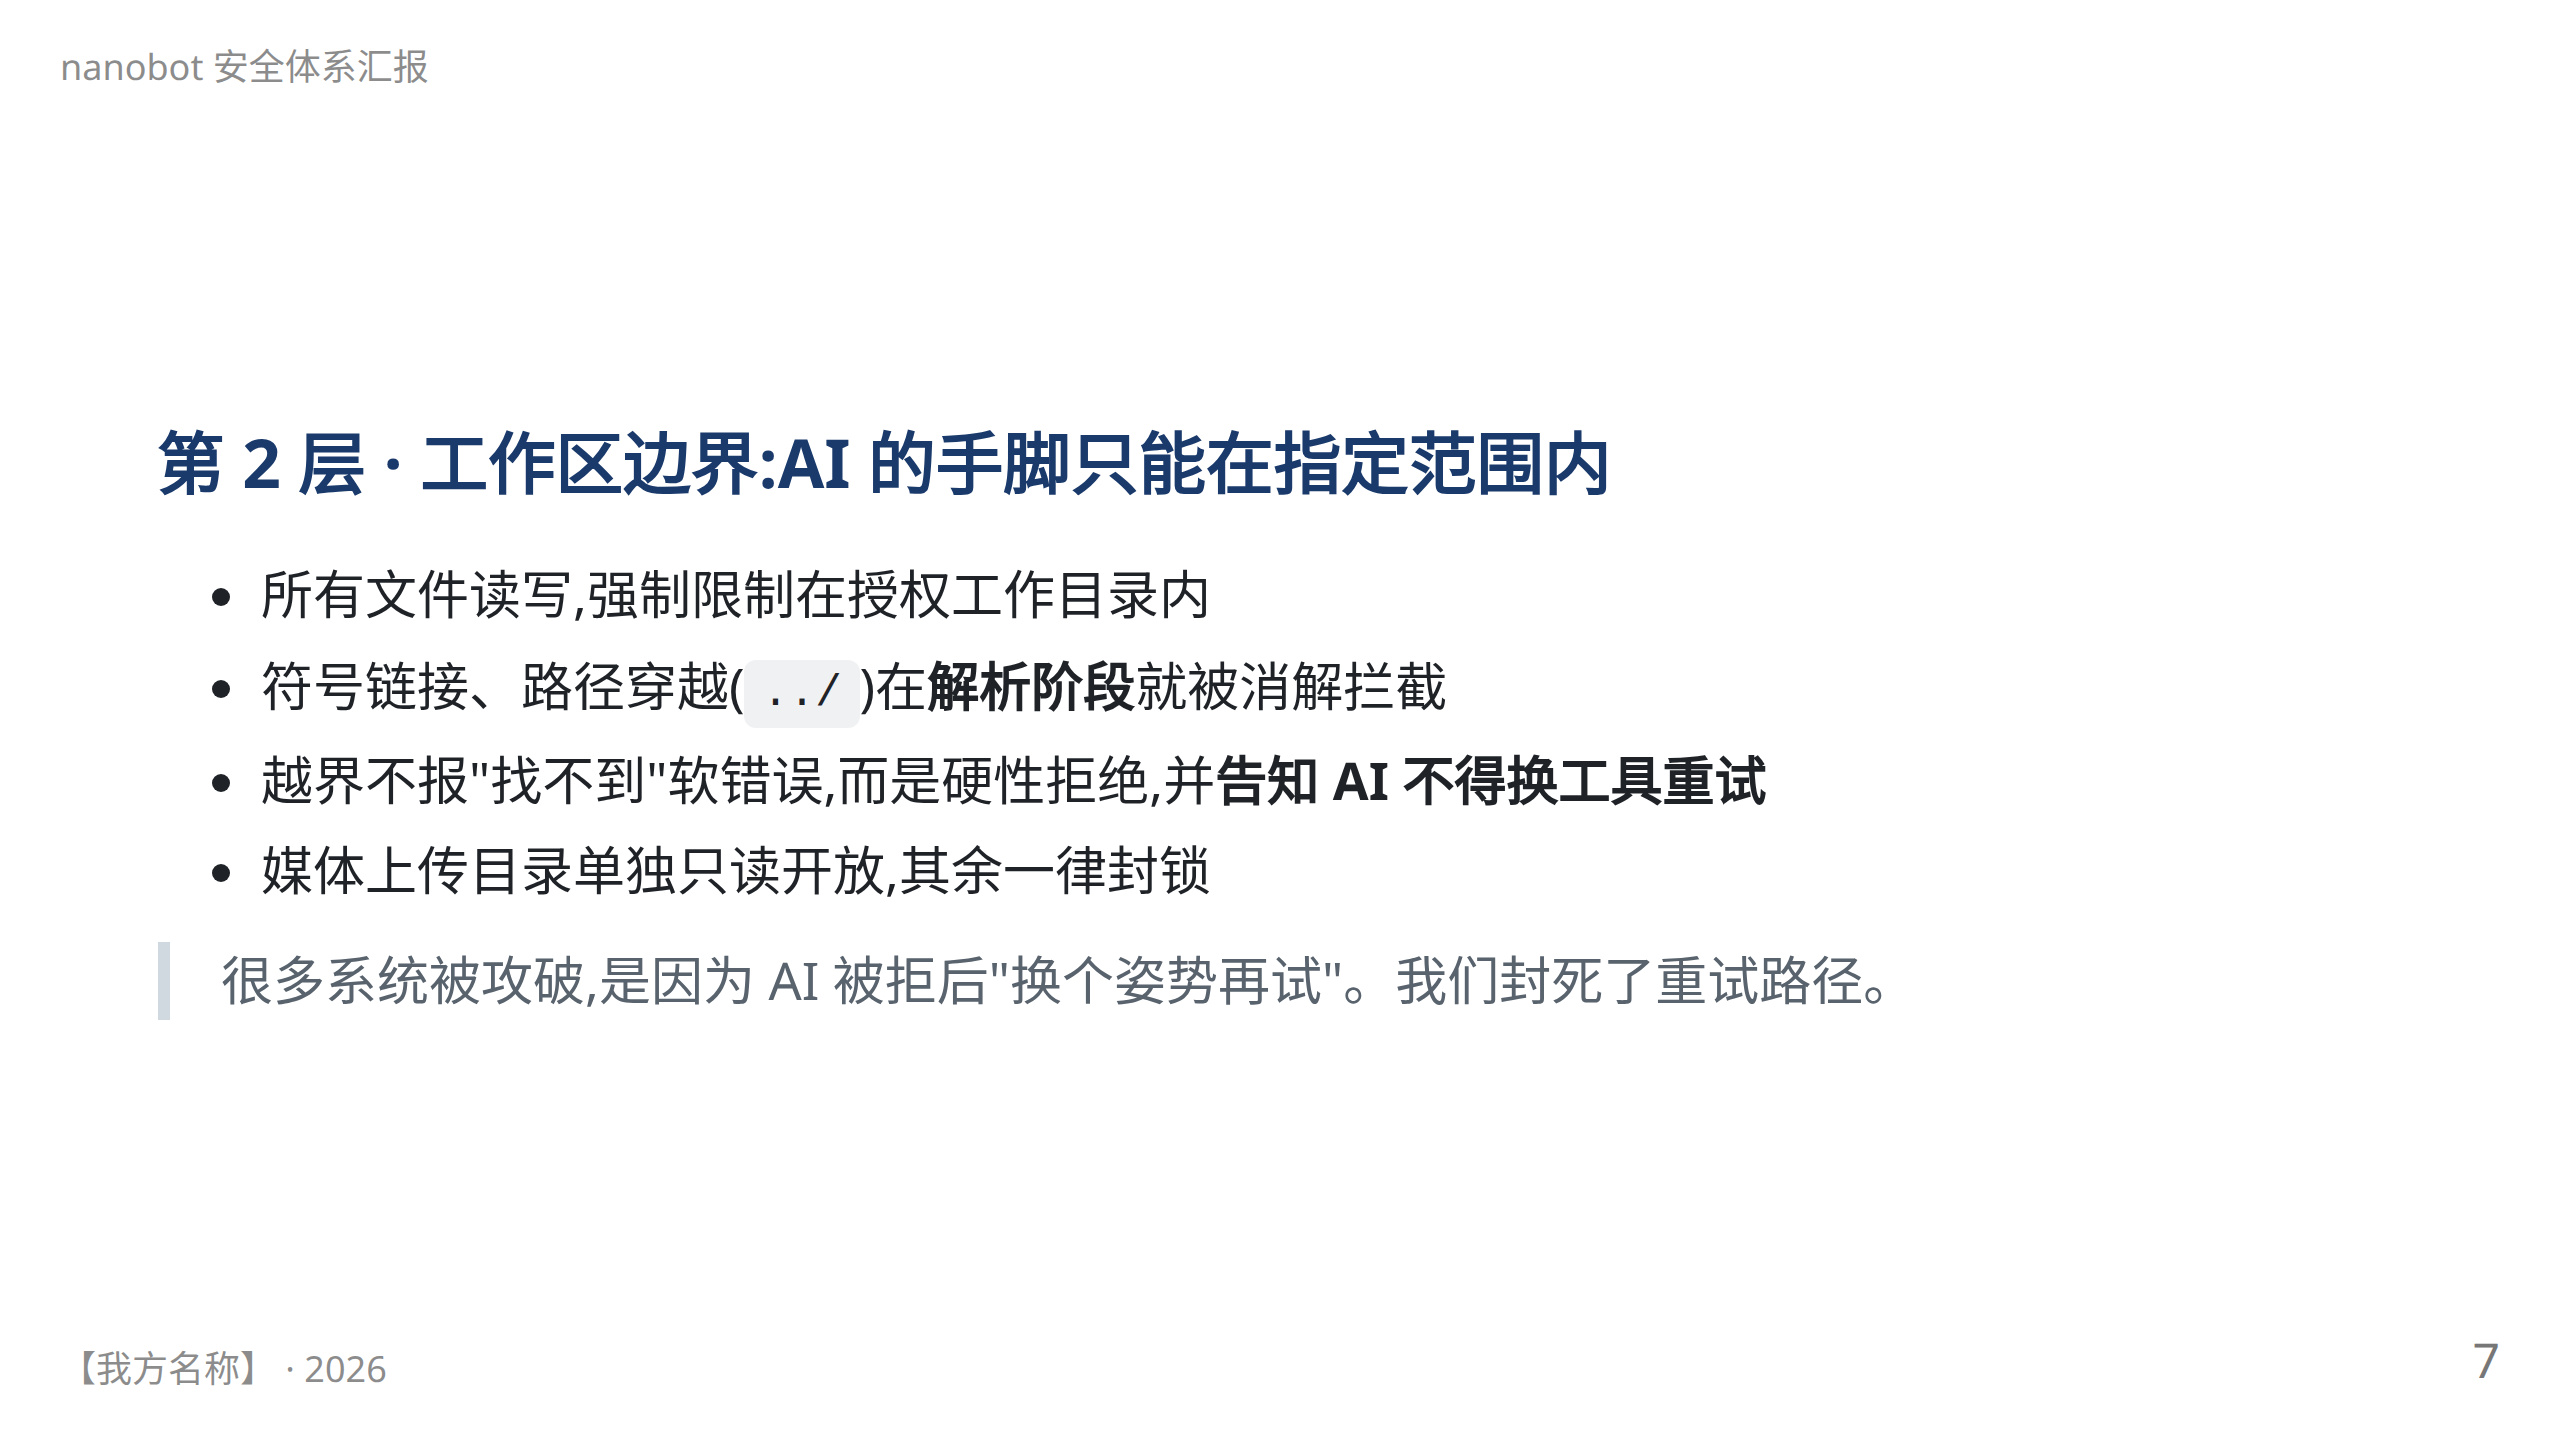 nanobot 安全体系汇报
第 2 层 · 工作区边界:AI 的手脚只能在指定范围内
• 所有文件读写,强制限制在授权工作目录内
• 符号链接、路径穿越( ../ )在解析阶段就被消解拦截
• 越界不报"找不到"软错误,而是硬性拒绝,并告知 AI 不得换工具重试
• 媒体上传目录单独只读开放,其余一律封锁
很多系统被攻破,是因为 AI 被拒后"换个姿势再试"。我们封死了重试路径。
【我方名称】 · 2026
7